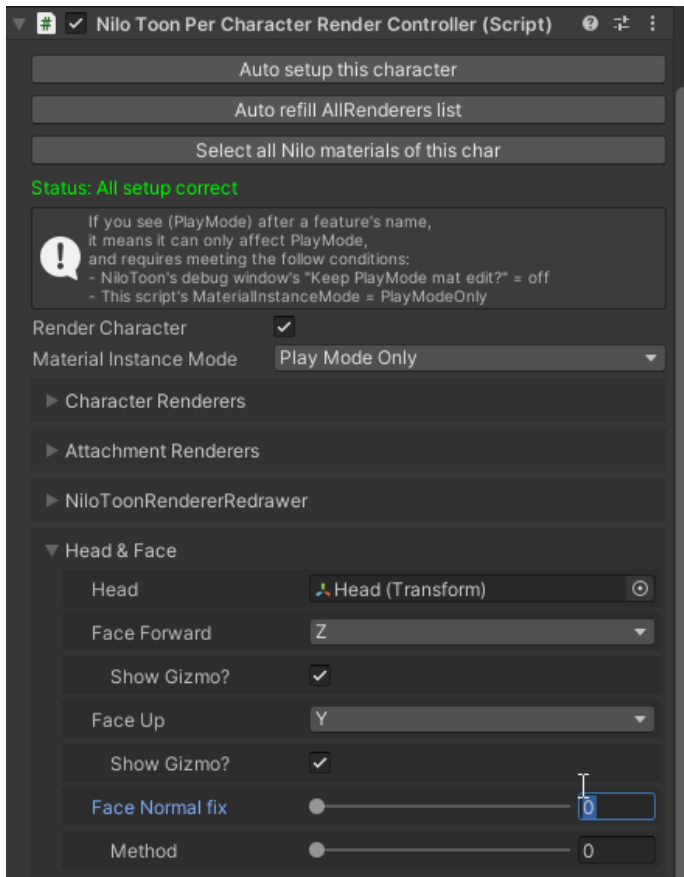 # Nilo Toon Per Character Render Controller (Script)
Auto setup this character
Auto refill AllRenderers list
Select all Nilo materials of this char
Status: All setup correct
If you see (PlayMode) after a feature's name,
it means it can only affect PlayMode,
and requires meeting the follow conditions:
- NiloToon's debug window's "Keep PlayMode mat edit?" = off
- This script's MaterialInstanceMode = PlayModeOnly
Render Character
Material Instance Mode Play Mode Only
Character Renderers
Attachment Renderers
NiloToonRendererRedrawer
Head & Face
Head Head (Transform)
Face Forward Z
Show Gizmo?
Face Up Y
Show Gizmo?
Face Normal fix 0
Method 0